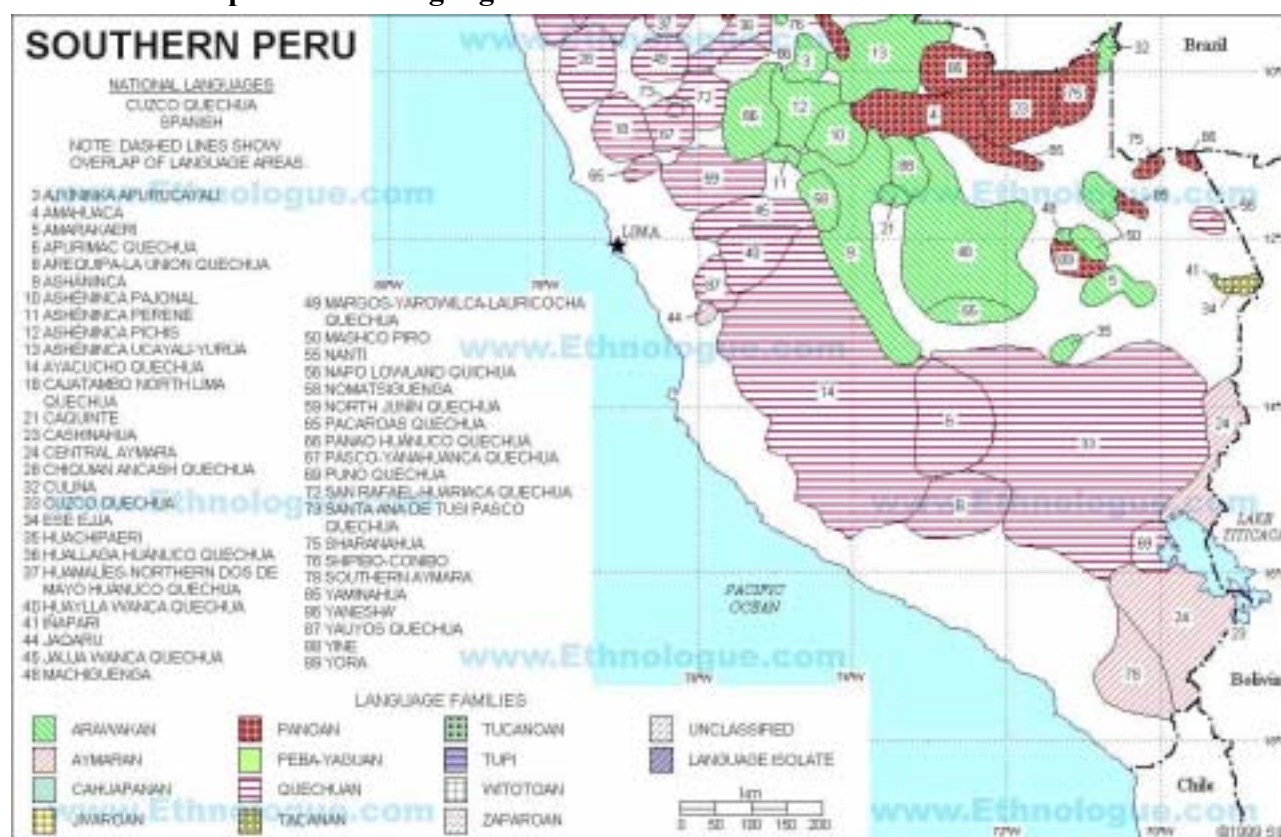 SOUTHERN PERU
NATIONAL LANGUAGES
CUZCO QUECHUA
SPANISH
NOTE: DASHED LINES SHOW
OVERLAP OF LANGUAGE AREAS.
3 AJYININKA APURUCAYALI
4 AMAHUACA
5 AMARAKAERI
6 APURIMAC QUECHUA
8 AREQUIPA-LA UNION QUECHUA
9 ASHÁNINCA
10 ASHÉNINCA PAJONAL
11 ASHÉNINCA PERENÉ
12 ASHÉNINCA PICHIS
13 ASHÉNINCA UCAYALI-YURÚA
14 AYACUCHO QUECHUA
18 CAJATAMBO NORTH LIMA
QUECHUA
21 CAQUINTE
23 CASHINAHUA
24 CENTRAL AYMARA
28 CHIQUIAN ANCASH QUECHUA
32 CULINA
33 CUZCO QUECHUA
34 ESE EJJA
35 HUACHIPAERI
36 HUALLAGA HUÁNUCO QUECHUA
37 HUAMALÍES-NORTHERN DOS DE
MAYO HUÁNUCO QUECHUA
40 HUAYLLA WANCA QUECHUA
41 IÑAPARI
44 JAQARU
45 JAUJA WANCA QUECHUA
48 MACHIGUENGA
49 MARGOS-YAROWILCA-LAURICOCHA
QUECHUA
50 MASHCO PIRO
55 NANTI
56 NAPO LOWLAND QUICHUA
58 NOMATSIGUENGA
59 NORTH JUNÍN QUECHUA
65 PACAROAS QUECHUA
66 PANAO HUÁNUCO QUECHUA
67 PASCO-YANAHUANCA QUECHUA
69 PUNO QUECHUA
72 SAN RAFAEL-HUARIACA QUECHUA
73 SANTA ANA DE TUSI PASCO
QUECHUA
75 SHARANAHUA
76 SHIPIBO-CONIBO
78 SOUTHERN AYMARA
85 YAMINAHUA
86 YANESHA'
87 YAUYOS QUECHUA
88 YINE
89 YORA
LANGUAGE FAMILIES
ARAWAKAN
AYMARAN
CAHUAPANAN
JIVAROAN
PANOAN
PEBA-YAGUAN
QUECHUAN
TACANAN
TUCANOAN
TUPI
WITOTOAN
ZAPAROAN
UNCLASSIFIED
LANGUAGE ISOLATE
km
0 50 100 150 200
Brazil
LIMA
PACIFIC
OCEAN
LAKE
TITICACA
Bolivia
Chile
www.Ethnologue.com